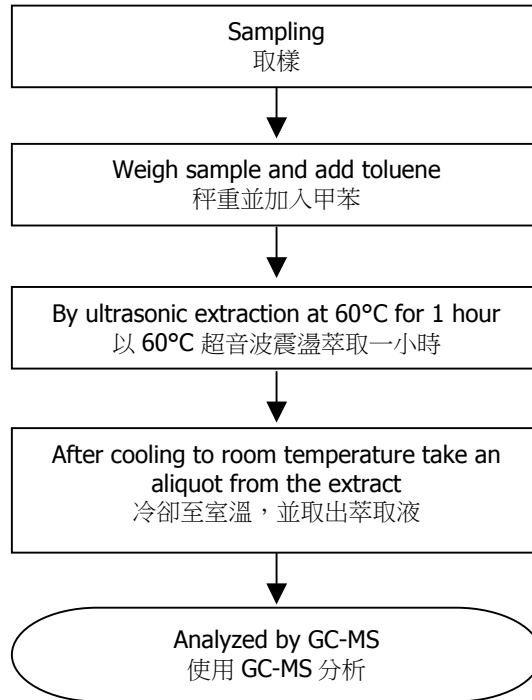 Sampling
取樣
Weigh sample and add toluene
秤重並加入甲苯
By ultrasonic extraction at 60°C for 1 hour
以 60°C 超音波震盪萃取一小時
After cooling to room temperature take an
aliquot from the extract
冷卻至室溫，並取出萃取液
Analyzed by GC-MS
使用 GC-MS 分析